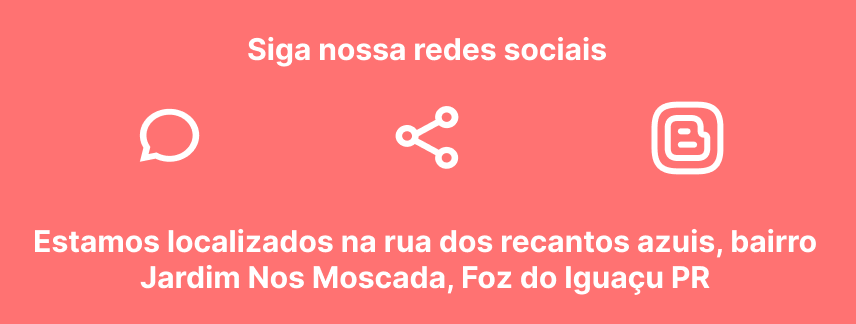 Siga nossa redes sociais
Estamos localizados na rua dos recantos azuis, bairro
Jardim Nos Moscada, Foz do Iguaçu PR